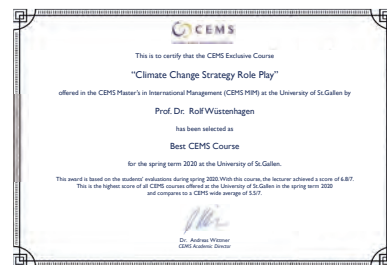 CEMS
This is to certify that the CEMS Exclusive Course
"Climate Change Strategy Role Play"
offered in the CEMS Master's in International Management (CEMS MIM) at the University of St.Gallen by
Prof. Dr. Rolf Wüstenhagen
has been selected as
Best CEMS Course
for the spring term 2020 at the University of St.Gallen.
This award is based on the students' evaluations during spring 2020. With this course, the lecturer achieved a score of 6.8/7.
This is the highest score of all CEMS courses offered at the University of St.Gallen in the spring term 2020
and compares to a CEMS wide average of 5.5/7.
Dr. Andreas Wittmer
CEMS Academic Director